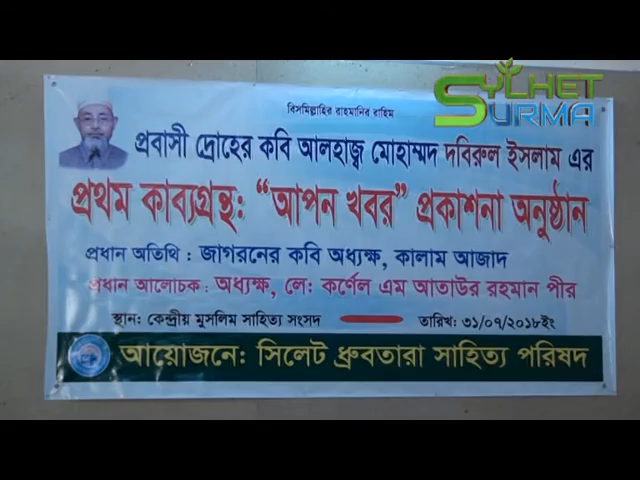 SYLHET SURMA
বিসমিল্লাহির রাহমানির রাহিম
প্রবাসী দ্রোহের কবি আলহাজ্ব মোহাম্মদ দবিরুল ইসলাম এর
প্রথম কাব্যগ্রন্থ: “আপন খবর” প্রকাশনা অনুষ্ঠান
প্রধান অতিথি : জাগরনের কবি অধ্যক্ষ, কালাম আজাদ
প্রধান আলোচক : অধ্যক্ষ, লে: কর্ণেল এম আতাউর রহমান পীর
স্থান: কেন্দ্রীয় মুসলিম সাহিত্য সংসদ তারিখ: ৩১/০৭/২০১৮ইং
আয়োজনে: সিলেট ধ্রুবতারা সাহিত্য পরিষদ